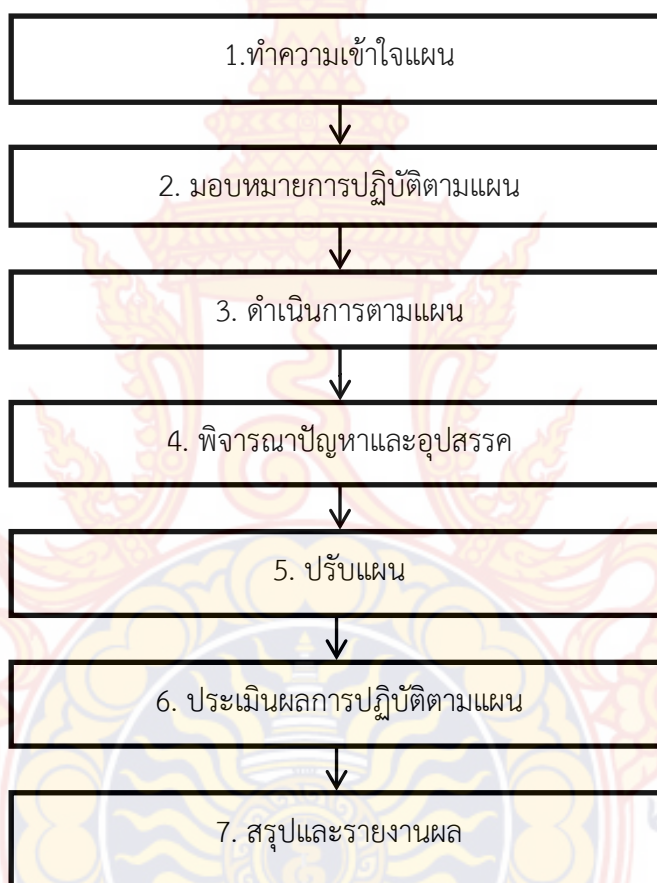 1.ทำความเข้าใจแผน
2. มอบหมายการปฏิบัติตามแผน
3. ดำเนินการตามแผน
4. พิจารณาปัญหาและอุปสรรค
5. ปรับแผน
6. ประเมินผลการปฏิบัติตามแผน
7. สรุปและรายงานผล